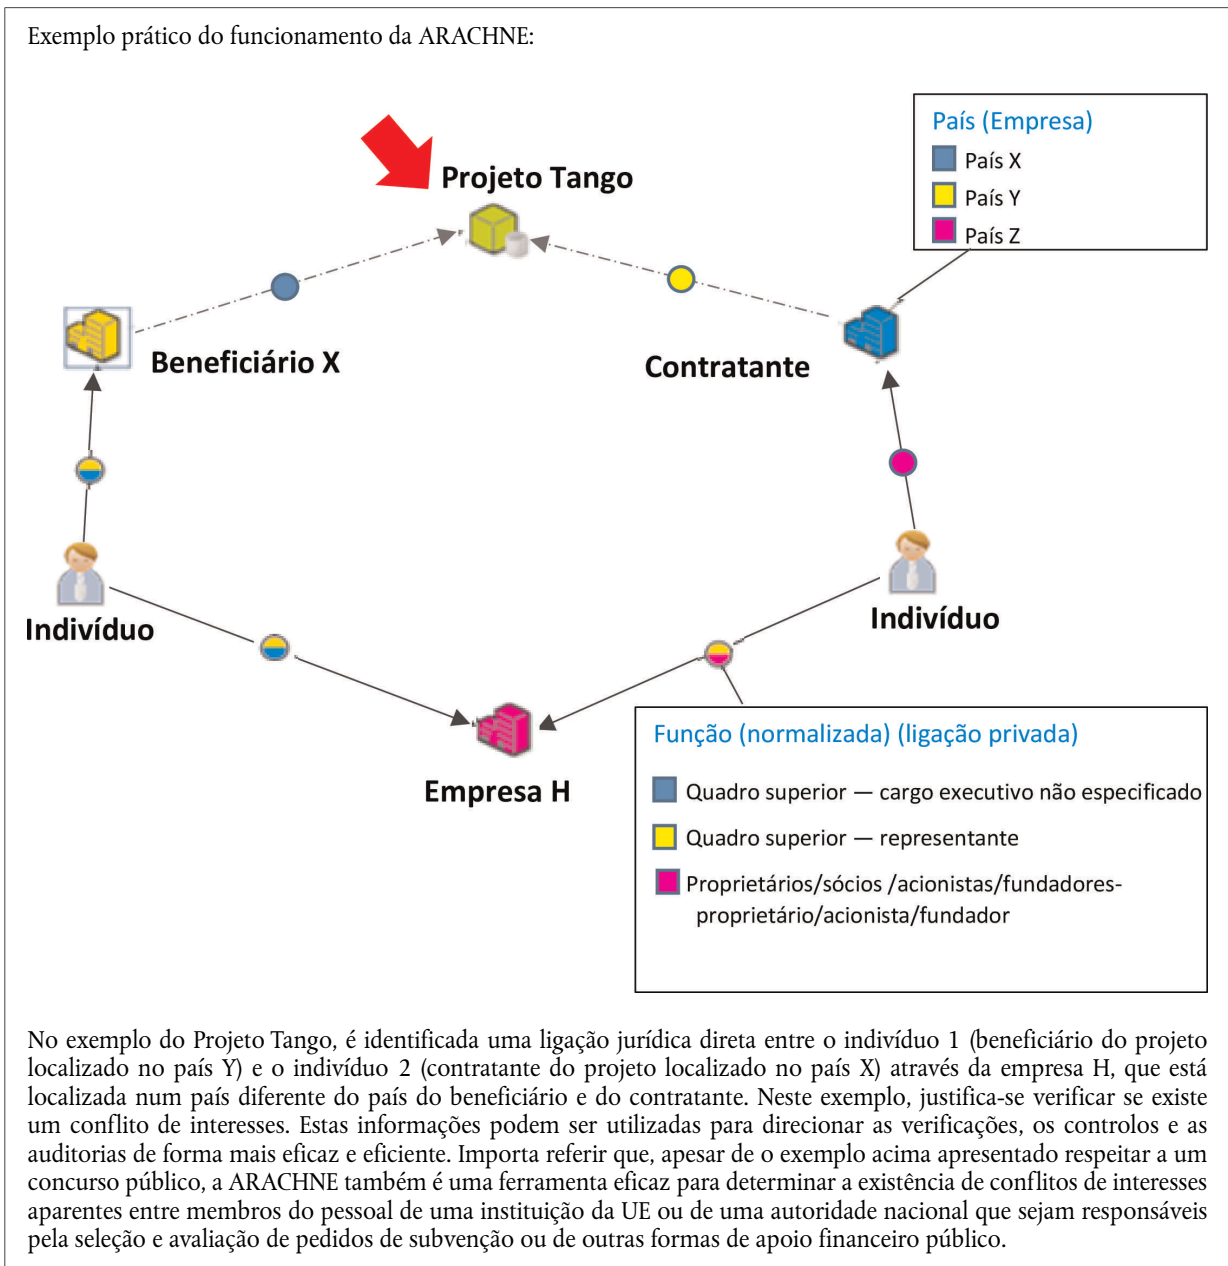 Exemplo prático do funcionamento da ARACHNE:
País (Empresa)
País X
País Y
País Z
Projeto Tango
Beneficiário X
Contratante
Indivíduo
Indivíduo
Empresa H
Função (normalizada) (ligação privada)
Quadro superior — cargo executivo não especificado
Quadro superior — representante
Proprietários/sócios /acionistas/fundadores-
proprietário/acionista/fundador
No exemplo do Projeto Tango, é identificada uma ligação jurídica direta entre o indivíduo 1 (beneficiário do projeto
localizado no país Y) e o indivíduo 2 (contratante do projeto localizado no país X) através da empresa H, que está
localizada num país diferente do país do beneficiário e do contratante. Neste exemplo, justifica-se verificar se existe
um conflito de interesses. Estas informações podem ser utilizadas para direcionar as verificações, os controlos e as
auditorias de forma mais eficaz e eficiente. Importa referir que, apesar de o exemplo acima apresentado respeitar a um
concurso público, a ARACHNE também é uma ferramenta eficaz para determinar a existência de conflitos de interesses
aparentes entre membros do pessoal de uma instituição da UE ou de uma autoridade nacional que sejam responsáveis
pela seleção e avaliação de pedidos de subvenção ou de outras formas de apoio financeiro público.